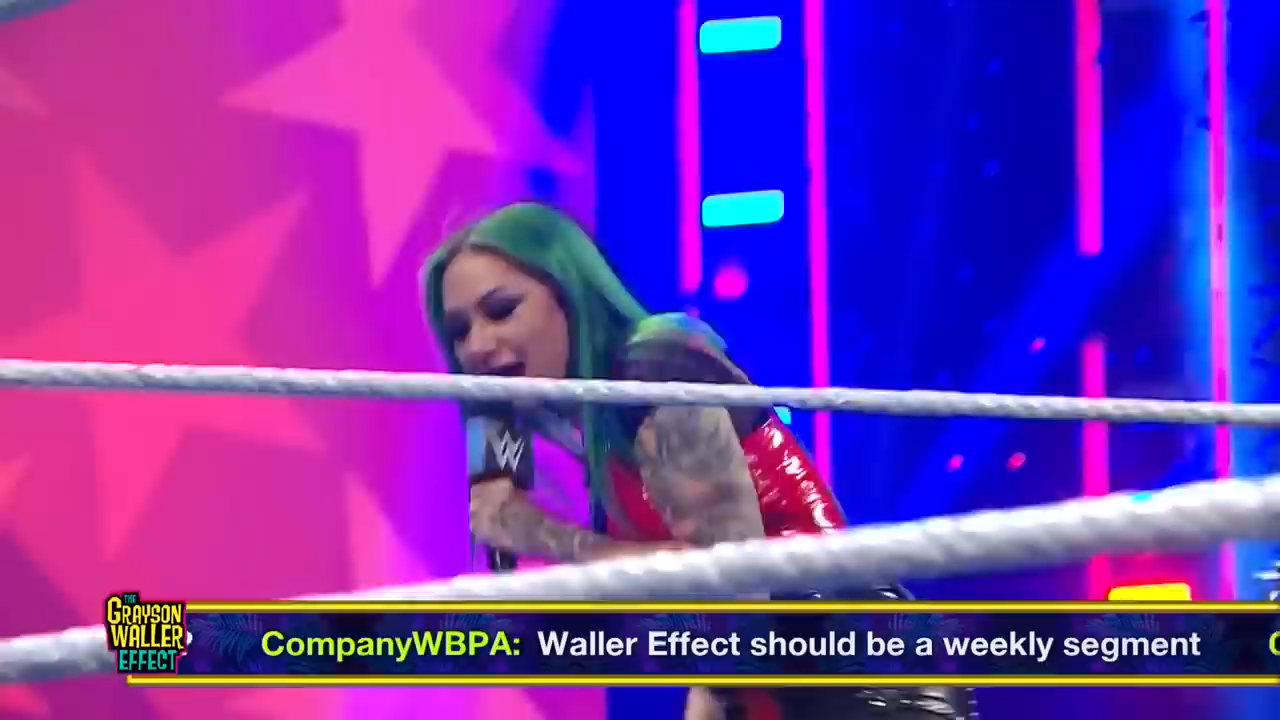 W
THE
GRAYSON
WALLER
EFFECT
CompanyWBPA: Waller Effect should be a weekly segment